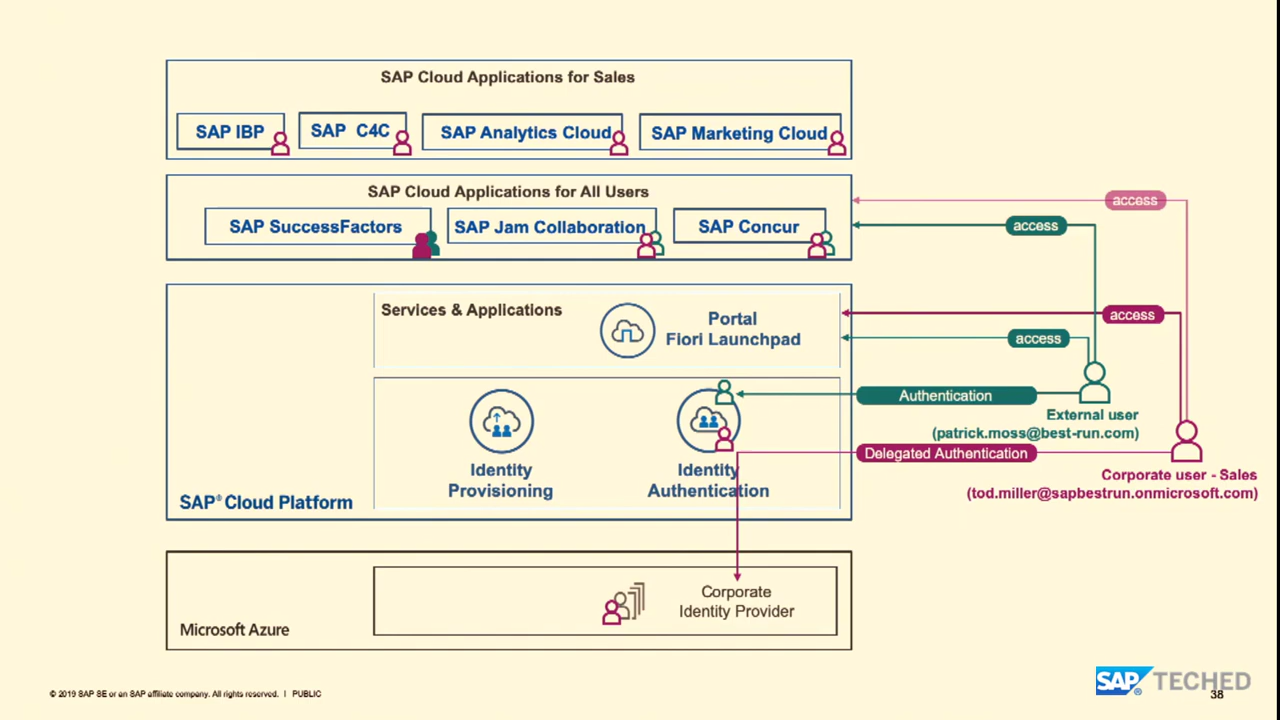 SAP Cloud Applications for Sales
SAP IBP
SAP C4C
SAP Analytics Cloud
SAP Marketing Cloud
SAP Cloud Applications for All Users
SAP SuccessFactors
SAP Jam Collaboration
SAP Concur
access
access
Services & Applications
Portal
Fiori Launchpad
access
access
Authentication
External user
(patrick.moss@best-run.com)
Delegated Authentication
Corporate user - Sales
(tod.miller@sapbestrun.onmicrosoft.com)
Identity
Provisioning
Identity
Authentication
SAP® Cloud Platform
Corporate
Identity Provider
Microsoft Azure
© 2019 SAP SE or an SAP affiliate company. All rights reserved. | PUBLIC
SAP® TECHED
38